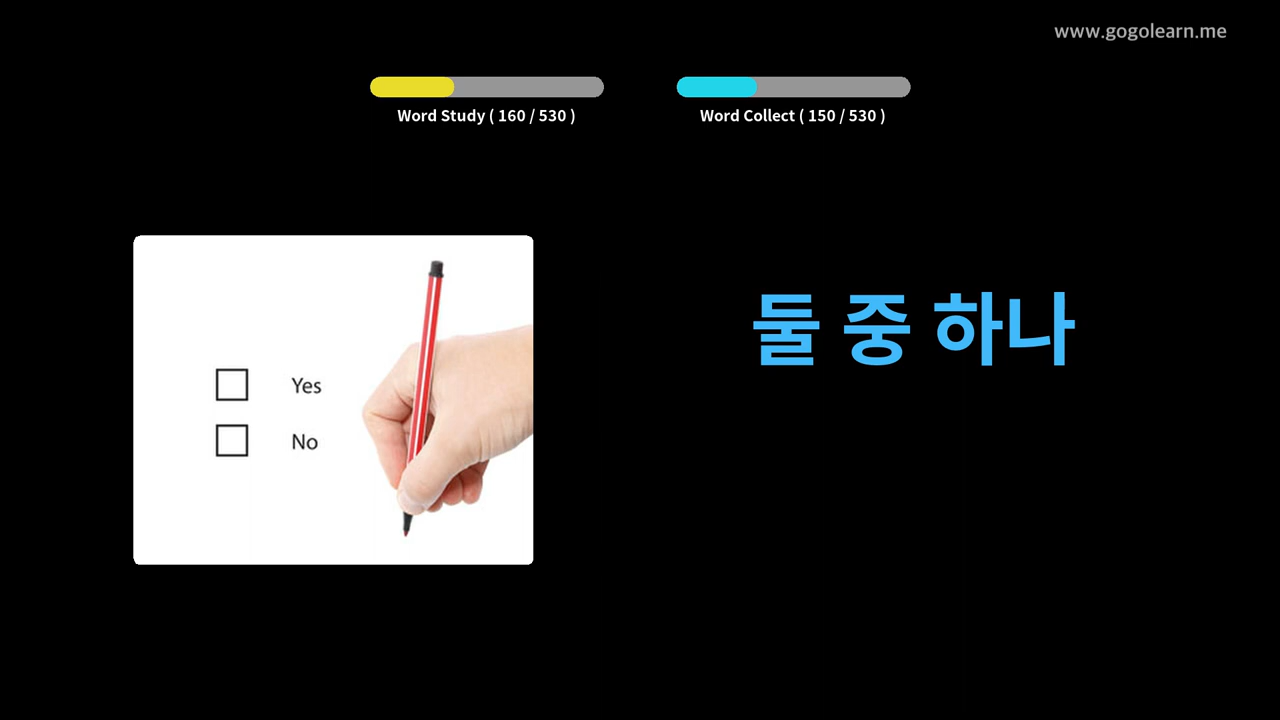 www.gogolearn.me
Word Study ( 160 / 530 )
Word Collect ( 150 / 530 )
둘 중 하나
Yes
No